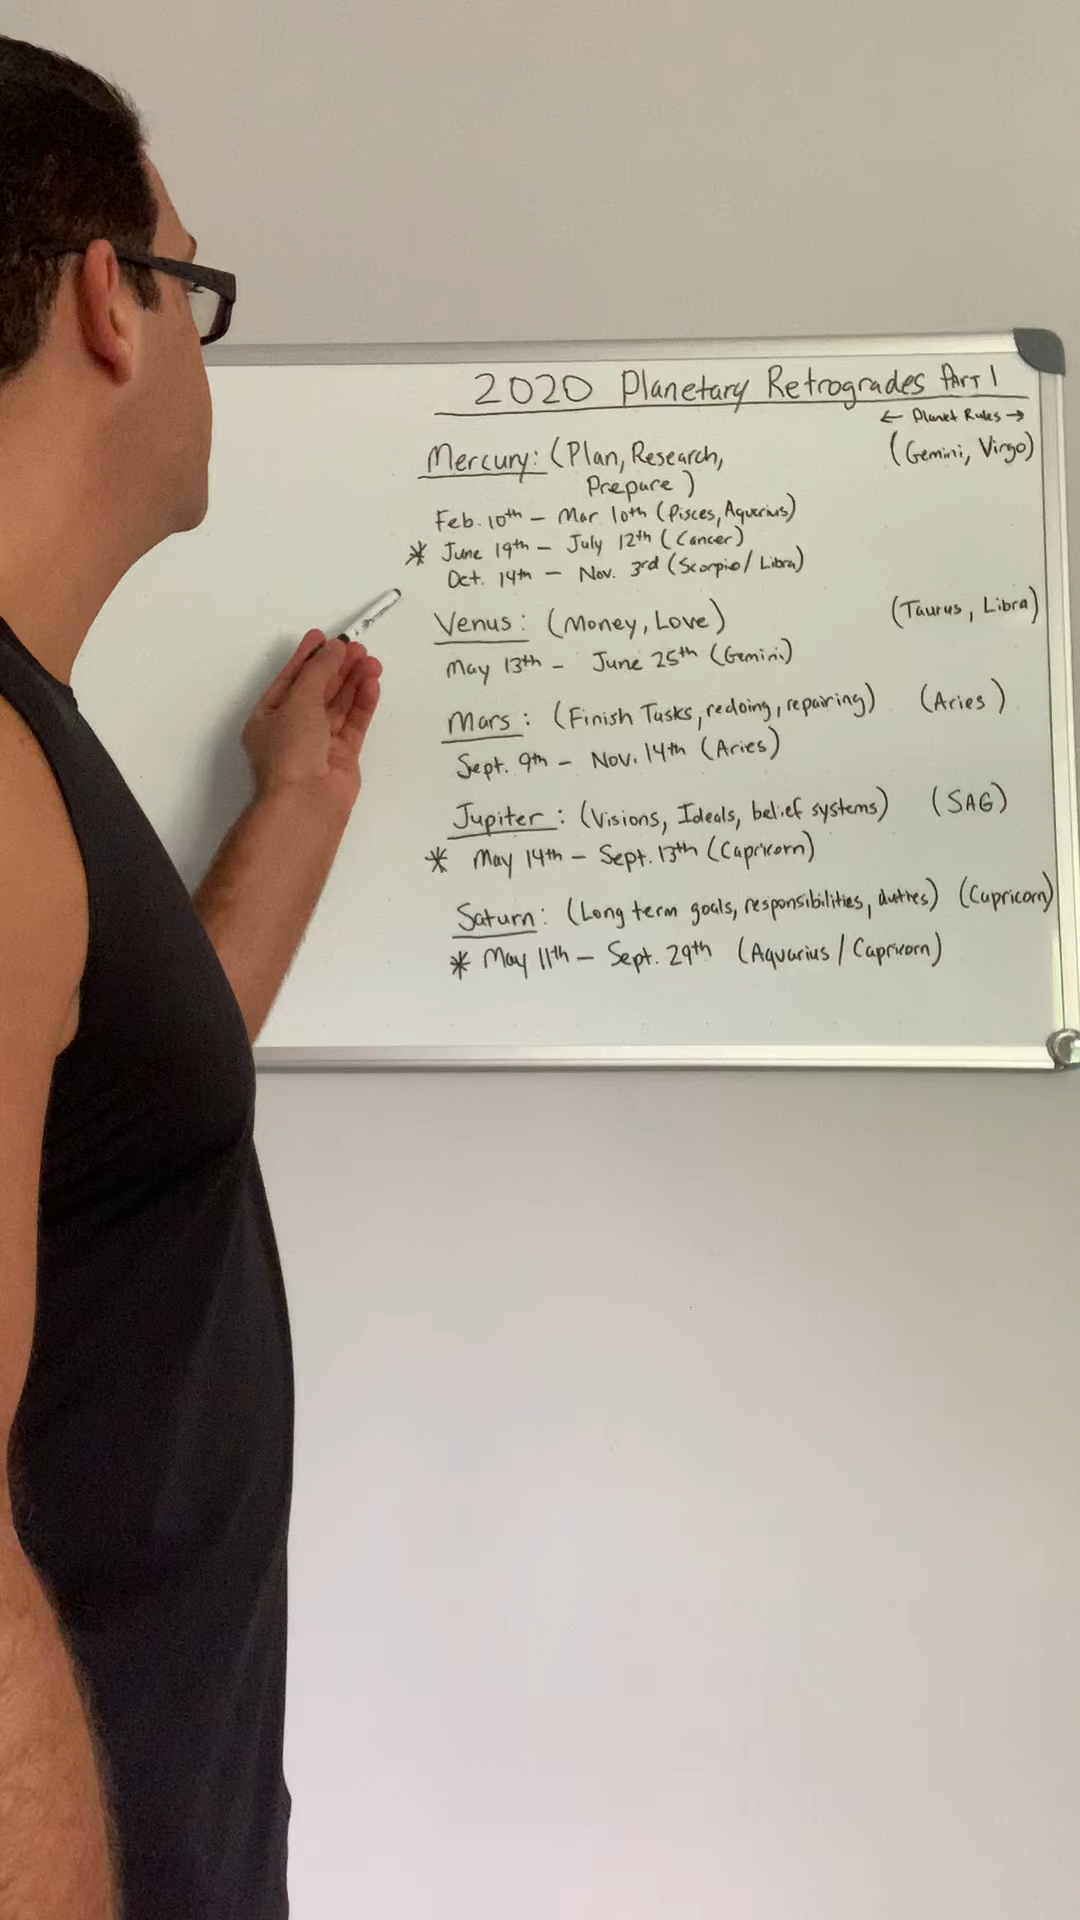 2020 Planetary Retrogrades PART 1
← Planet Rules →
Mercury: (Plan, Research, (Gemini, Virgo)
Prepare)
Feb. 10th – Mar 10th (Pisces, Aquarius)
* June 19th – July 12th (Cancer)
Oct. 14th – Nov. 3rd (Scorpio/Libra)
Venus: (Money, Love) (Taurus, Libra)
May 13th – June 25th (Gemini)
Mars: (Finish Tasks, redoing, repairing) (Aries)
Sept. 9th – Nov. 14th (Aries)
Jupiter: (Visions, Ideals, belief systems) (SAG)
* May 14th – Sept. 13th (Capricorn)
Saturn: (Long term goals, responsibilities, duties) (Capricorn)
* May 11th – Sept. 29th (Aquarius / Capricorn)